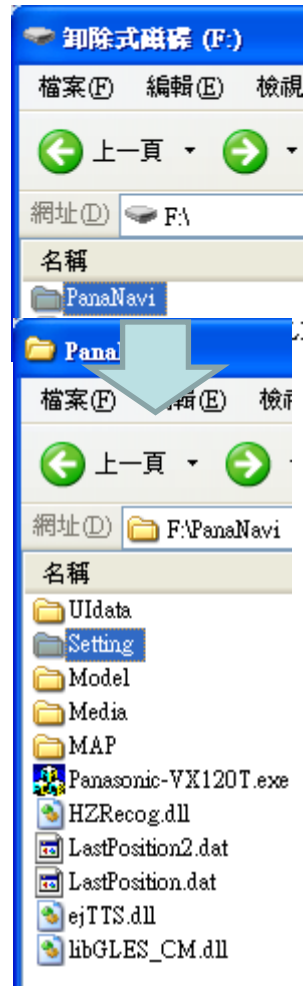 卸除式磁碟 (F:)
檔案(F) 編輯(E) 檢視
上一頁
網址(D) F:\
名稱
PanaNavi
Pana
檔案(F) 輯(E) 檢
上一頁
網址(D) F:\PanaNavi
名稱
UIdata
Setting
Model
Media
MAP
Panasonic-VX120T.exe
HZRecog.dll
LastPosition2.dat
LastPosition.dat
ejTTS.dll
libGLES_CM.dll